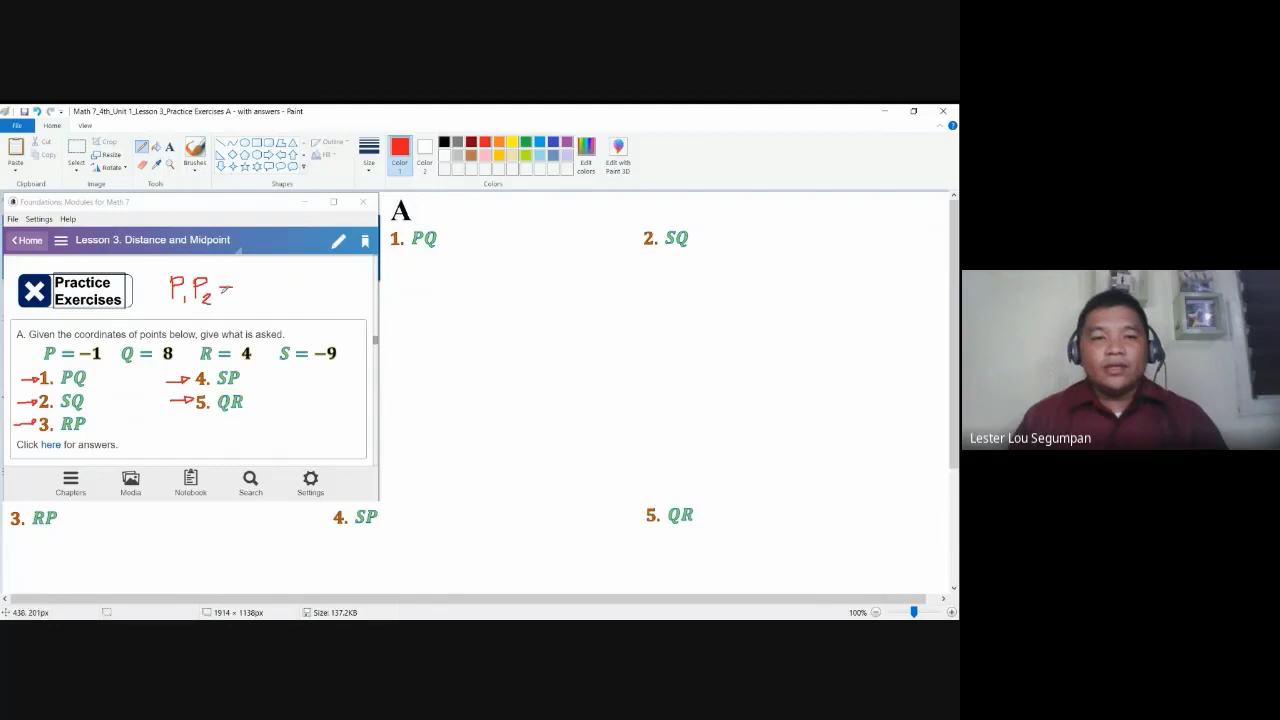 Math 7_4th_Unit 1_Lesson 3_Practice Exercises A - with answers - Paint
File Home View
Paste
Cut
Copy
Clipboard
Select
Crop
Resize
Rotate
Image
Tools
Brushes
Shapes
Outline
Fill
Size
Color 1
Color 2
Colors
Edit colors
Edit with Paint 3D
Foundations: Modules for Math 7
File Settings Help
Home Lesson 3. Distance and Midpoint
Practice Exercises
P₁P₂ =
A. Given the coordinates of points below, give what is asked.
P = −1 Q = 8 R = 4 S = −9
1. PQ 4. SP
2. SQ 5. QR
3. RP
Click here for answers.
Chapters Media Notebook Search Settings
A
1. PQ 2. SQ
3. RP 4. SP 5. QR
438, 201px 1914 × 1138px Size: 137.2KB 100%
Lester Lou Segumpan